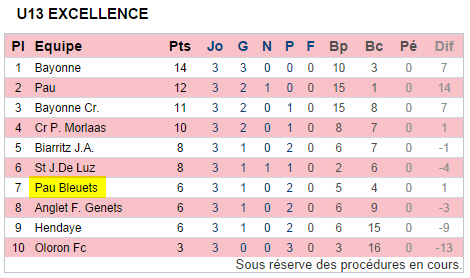 U13 EXCELLENCE
Pl Equipe Pts Jo G N P F Bp Bc Pé Dif
1 Bayonne 14 3 3 0 0 0 10 3 0 7
2 Pau 12 3 2 1 0 0 15 1 0 14
3 Bayonne Cr. 11 3 2 0 1 0 15 8 0 7
4 Cr P. Morlaas 10 3 2 0 1 0 8 7 0 1
5 Biarritz J.A. 8 3 1 0 2 0 6 7 0 -1
6 St J.De Luz 8 3 1 1 1 0 2 6 0 -4
7 Pau Bleuets 6 3 1 0 2 0 5 4 0 1
8 Anglet F. Genets 6 3 1 0 2 0 6 9 0 -3
9 Hendaye 6 3 1 0 2 0 4 13 0 -9
10 Oloron Fc 3 3 0 0 3 0 3 16 0 -13
Sous réserve des procédures en cours.